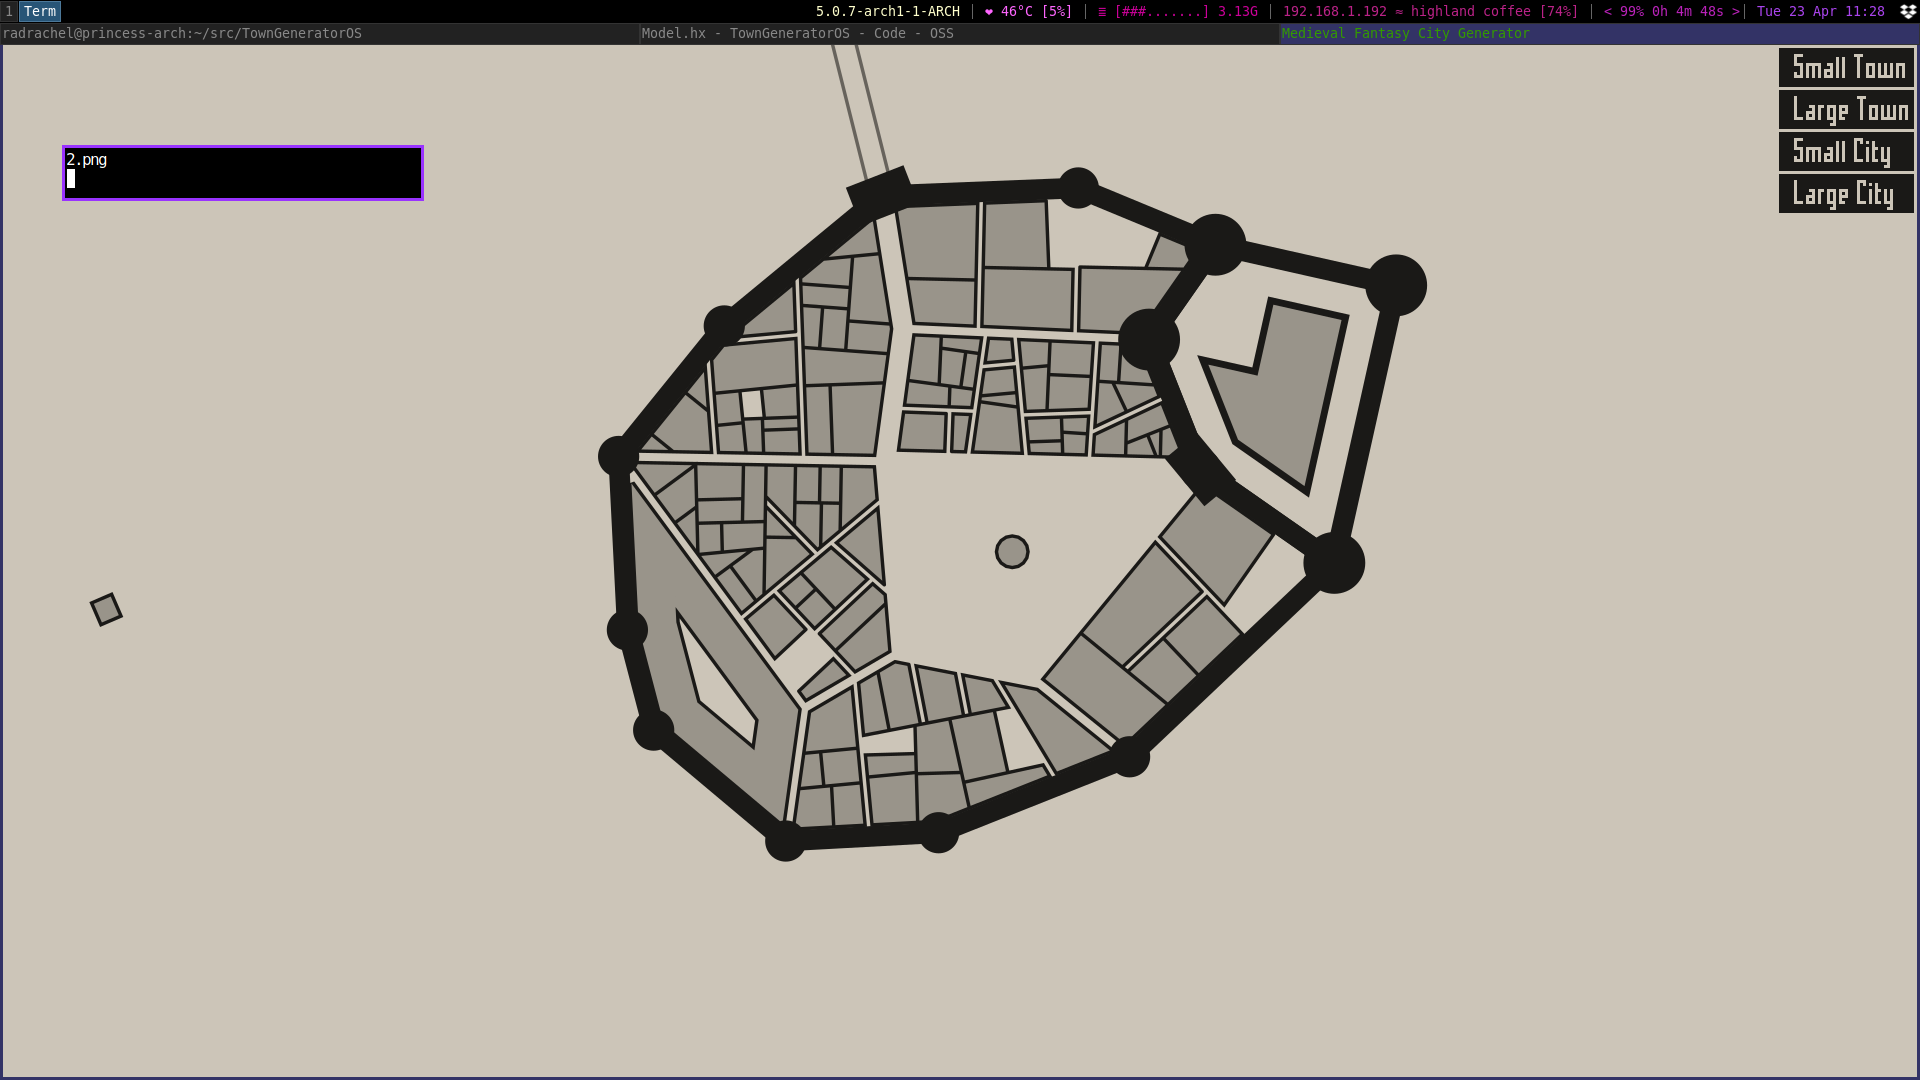 1 Term 5.0.7-arch1-1-ARCH | ❤ 46°C [5%] | ≡ [###.......] 3.13G | 192.168.1.192 ≈ highland coffee [74%] | < 99% 0h 4m 48s >| Tue 23 Apr 11:28
radrachel@princess-arch:~/src/TownGeneratorOS Model.hx - TownGeneratorOS - Code - OSS Medieval Fantasy City Generator
Small Town
Large Town
Small City
Large City
2.png